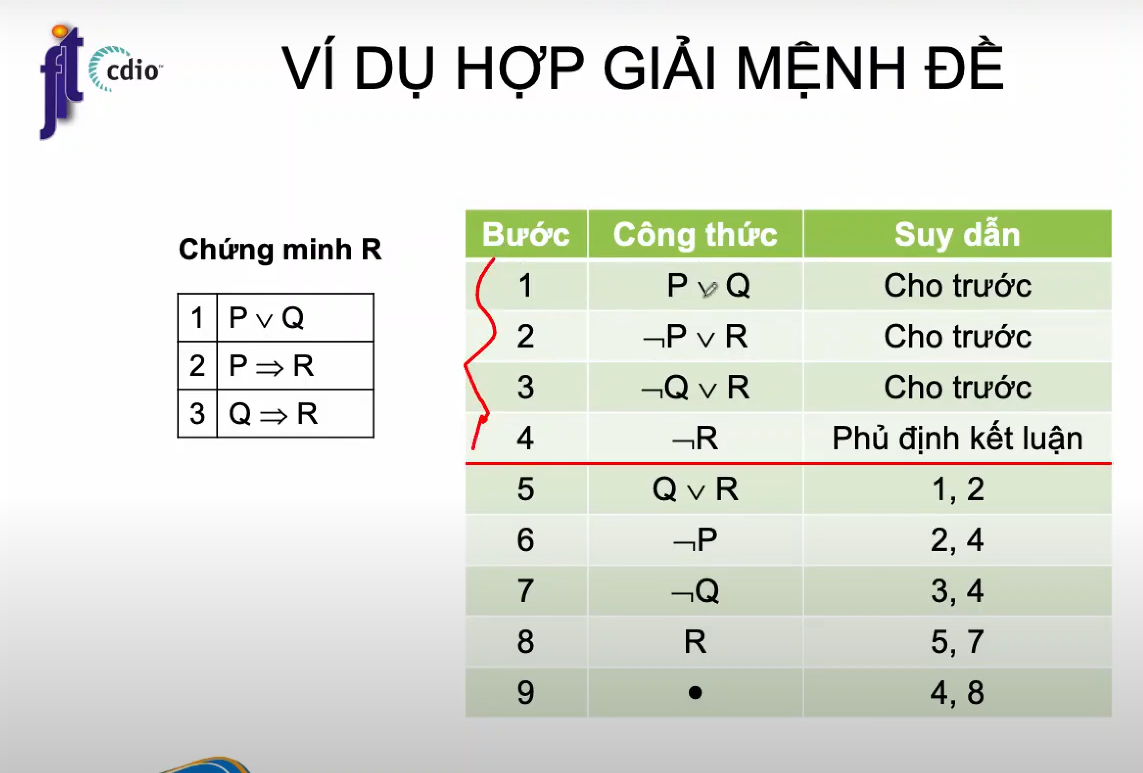 fit
cdio™
VÍ DỤ HỢP GIẢI MỆNH ĐỀ
Chứng minh R
1 P ∨ Q
2 P ⇒ R
3 Q ⇒ R
Bước Công thức Suy dẫn
1 P ∨ Q Cho trước
2 ¬P ∨ R Cho trước
3 ¬Q ∨ R Cho trước
4 ¬R Phủ định kết luận
5 Q ∨ R 1, 2
6 ¬P 2, 4
7 ¬Q 3, 4
8 R 5, 7
9 • 4, 8